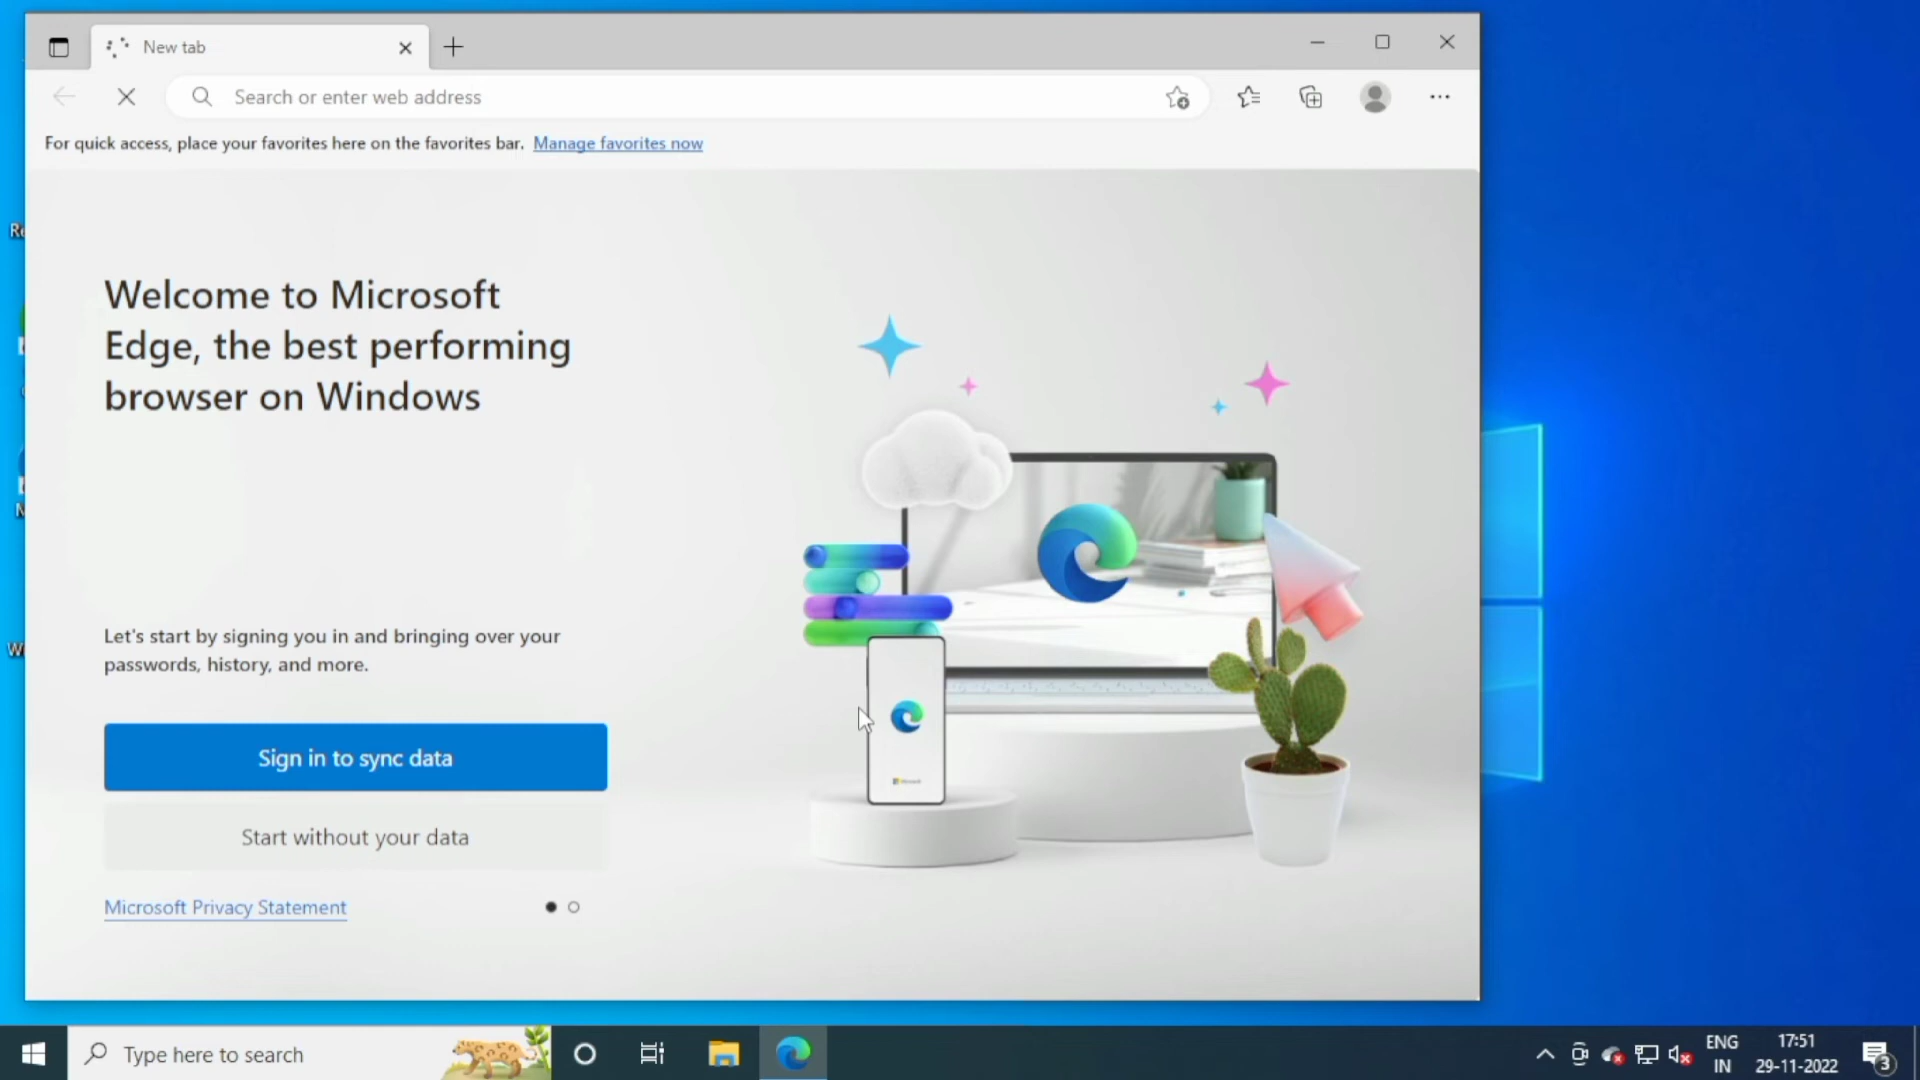 New tab
Search or enter web address
For quick access, place your favorites here on the favorites bar. Manage favorites now
Welcome to Microsoft
Edge, the best performing
browser on Windows
Let's start by signing you in and bringing over your
passwords, history, and more.
Sign in to sync data
Start without your data
Microsoft Privacy Statement
Type here to search
ENG
IN
17:51
29-11-2022
3